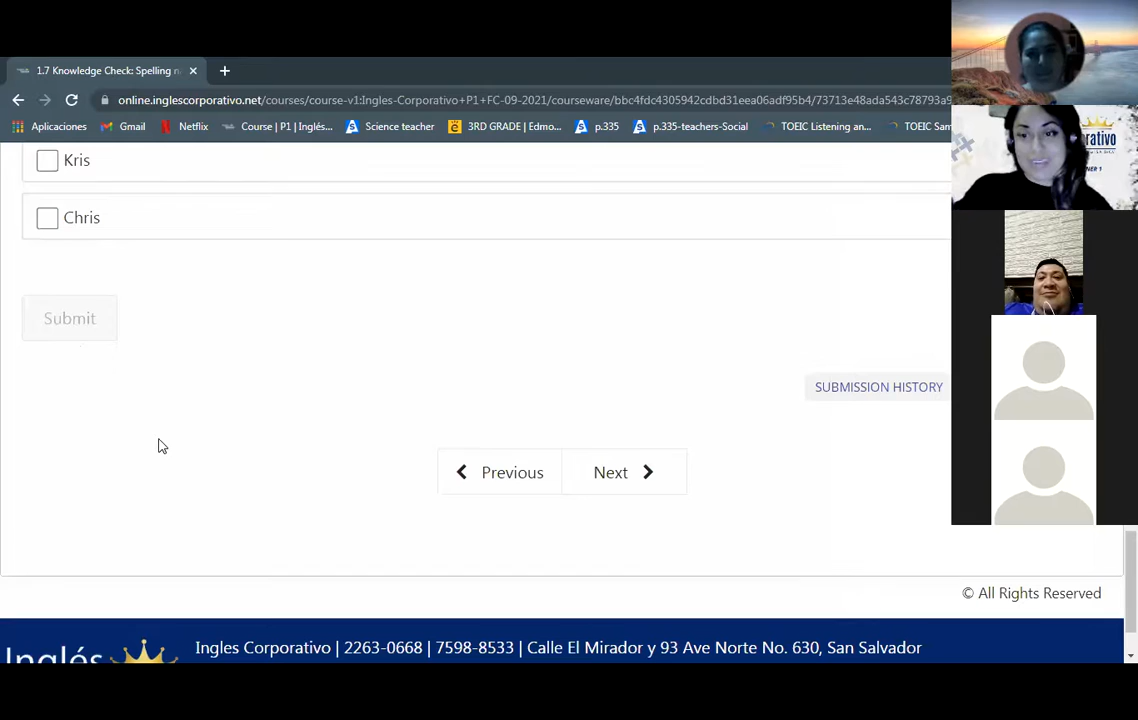 1.7 Knowledge Check: Spelling n
online.inglescorporativo.net/courses/course-v1:Ingles-Corporativo+P1+FC-09-2021/courseware/bbc4fdc4305942cdbd31eea06adf95b4/73713e48ada543c78793a9
Aplicaciones Gmail Netflix Course | P1 | Inglés... Science teacher 3RD GRADE | Edmo... p.335 p.335-teachers-Social TOEIC Listening an... TOEIC Sam
Kris
Chris
Submit
SUBMISSION HISTORY
Previous Next
© All Rights Reserved
Inglés
Ingles Corporativo | 2263-0668 | 7598-8533 | Calle El Mirador y 93 Ave Norte No. 630, San Salvador